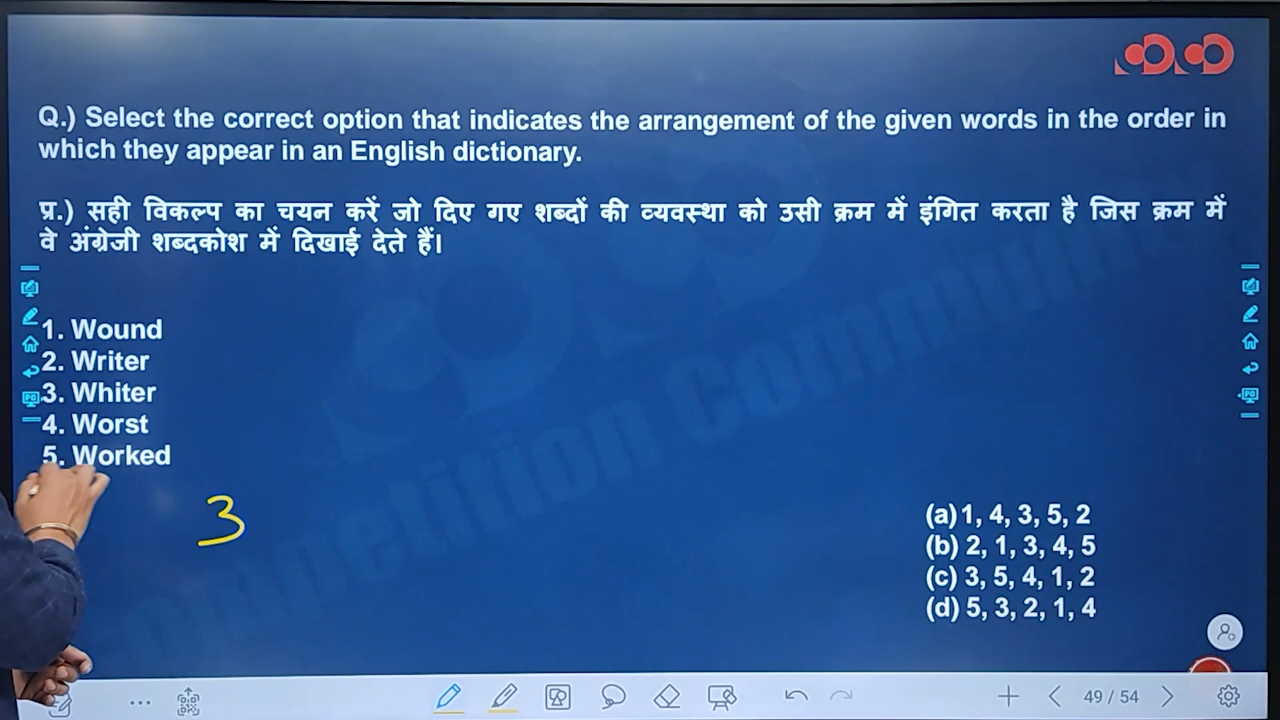 Q.) Select the correct option that indicates the arrangement of the given words in the order in
which they appear in an English dictionary.
प्र.) सही विकल्प का चयन करें जो दिए गए शब्दों की व्यवस्था को उसी क्रम में इंगित करता है जिस क्रम में
वे अंग्रेजी शब्दकोश में दिखाई देते हैं।
1. Wound
2. Writer
3. Whiter
4. Worst
5. Worked
3
(a) 1, 4, 3, 5, 2
(b) 2, 1, 3, 4, 5
(c) 3, 5, 4, 1, 2
(d) 5, 3, 2, 1, 4
49 / 54